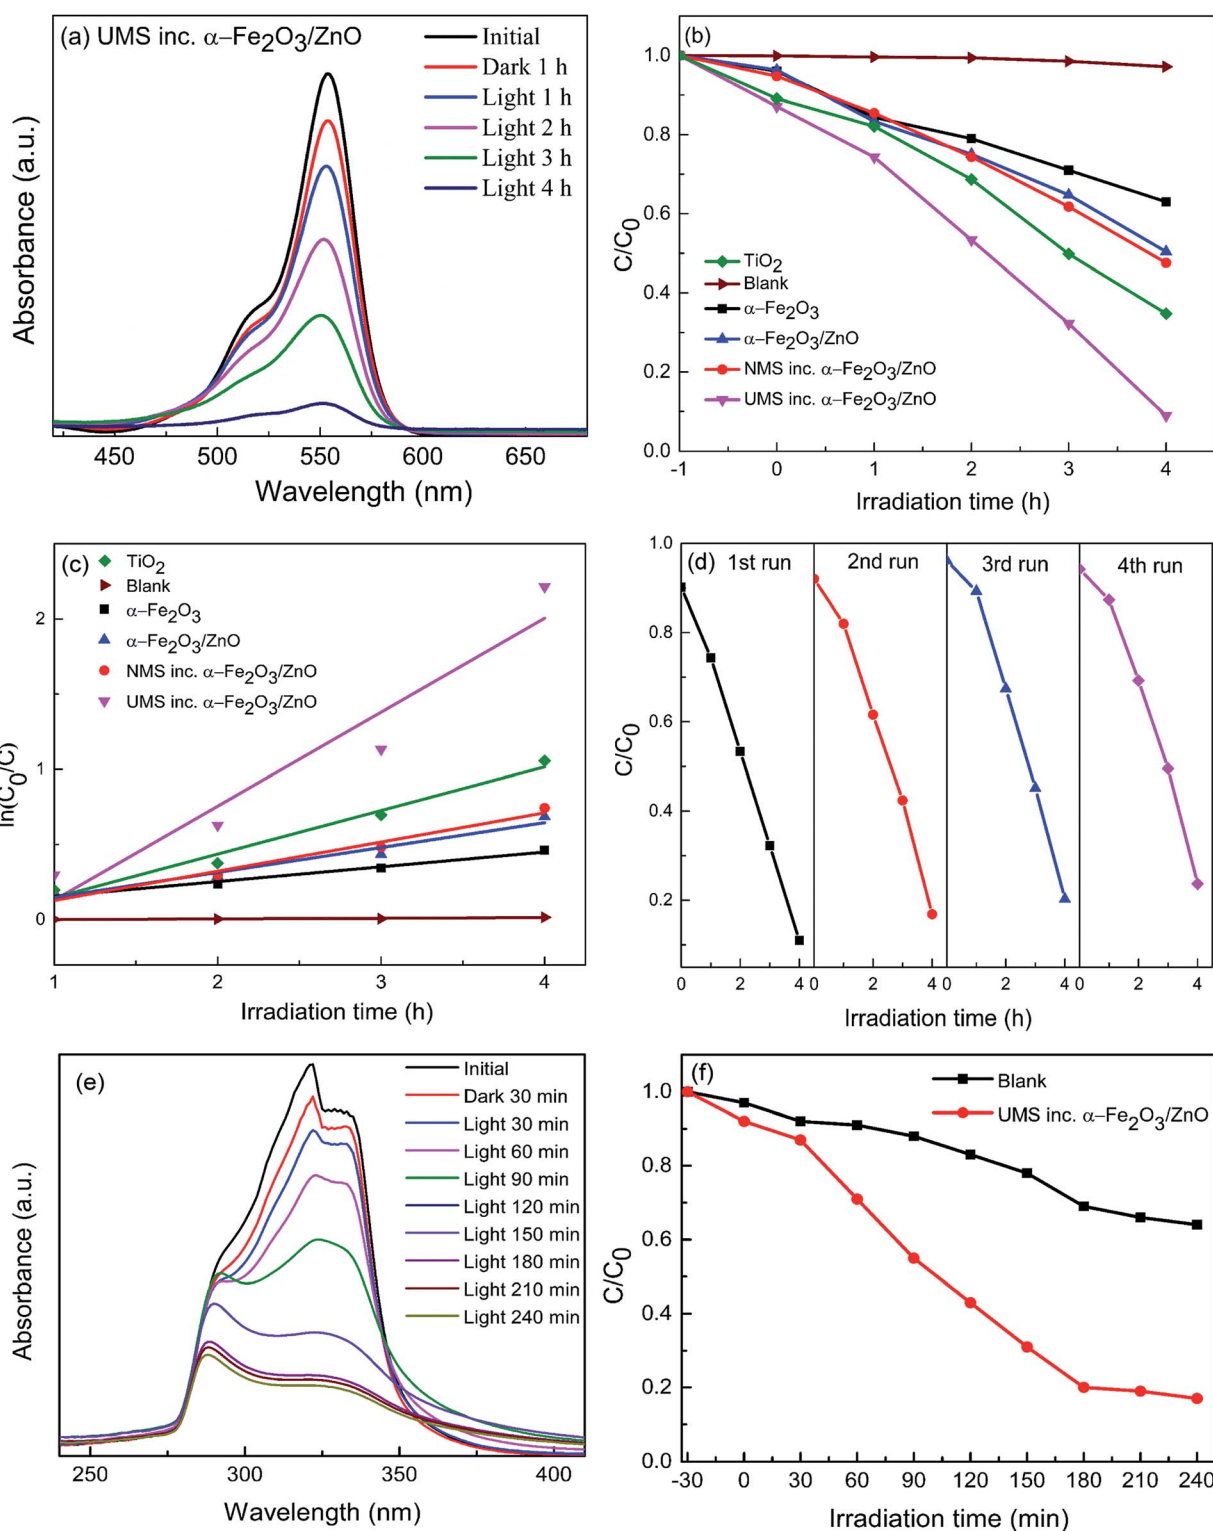 (a) UMS inc. α–Fe2O3/ZnO
Initial
Dark 1 h
Light 1 h
Light 2 h
Light 3 h
Light 4 h
Absorbance (a.u.)
450 500 550 600 650
Wavelength (nm)
(b)
1.0
0.8
0.6
0.4
0.2
0.0
C/C0
TiO2
Blank
α–Fe2O3
α–Fe2O3/ZnO
NMS inc. α–Fe2O3/ZnO
UMS inc. α–Fe2O3/ZnO
-1 0 1 2 3 4
Irradiation time (h)
(c)
TiO2
Blank
α–Fe2O3
α–Fe2O3/ZnO
NMS inc. α–Fe2O3/ZnO
UMS inc. α–Fe2O3/ZnO
2
1
0
ln(C0/C)
1 2 3 4
Irradiation time (h)
(d) 1st run 2nd run 3rd run 4th run
1.0
0.8
0.6
0.4
0.2
C/C0
0 2 4 0 2 4 0 2 4 0 2 4
Irradiation time (h)
(e)
Initial
Dark 30 min
Light 30 min
Light 60 min
Light 90 min
Light 120 min
Light 150 min
Light 180 min
Light 210 min
Light 240 min
Absorbance (a.u.)
250 300 350 400
Wavelength (nm)
(f)
Blank
UMS inc. α–Fe2O3/ZnO
1.0
0.8
0.6
0.4
0.2
0.0
C/C0
-30 0 30 60 90 120 150 180 210 240
Irradiation time (min)